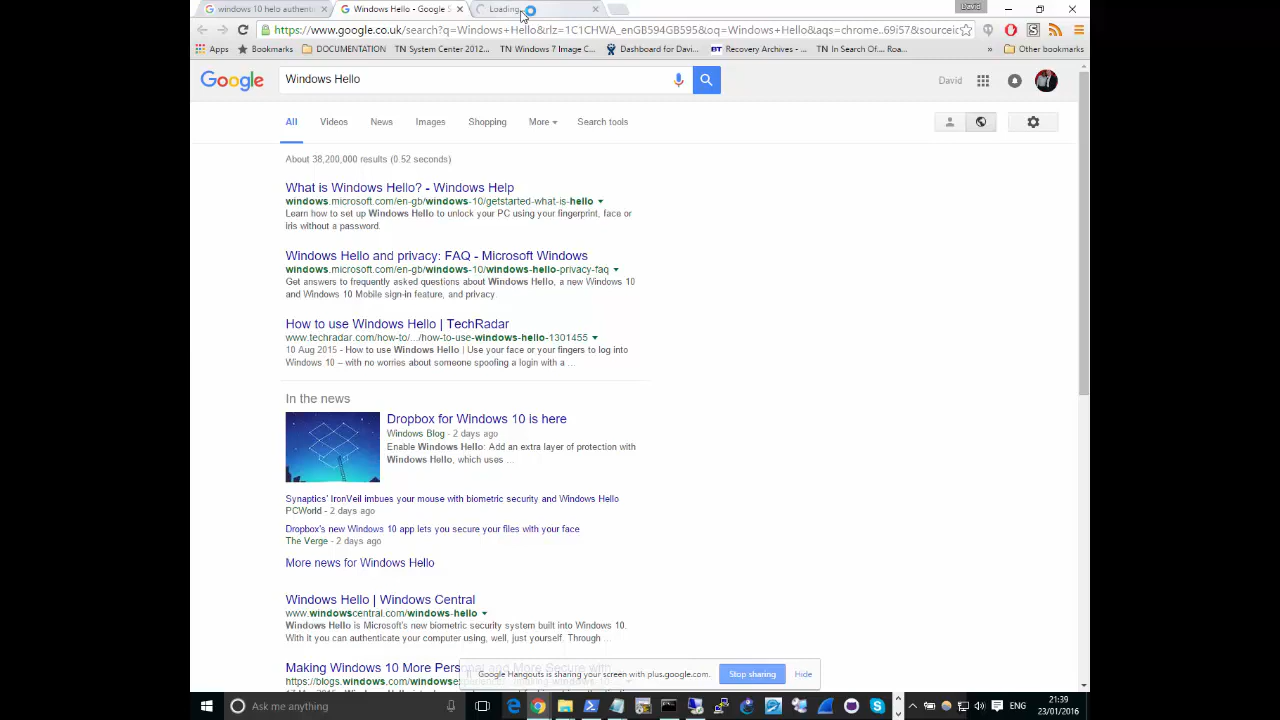 windows 10 helo authenti
Windows Hello - Google S
Loading...
David
https://www.google.co.uk/search?q=Windows+Hello&rlz=1C1CHWA_enGB594GB595&oq=Windows+Hello&aqs=chrome..69i57&sourceid
Apps
Bookmarks
DOCUMENTATION
TN System Center 2012...
TN Windows 7 Image C...
Dashboard for Davi...
BT Recovery Archives - ...
TN In Search Of... Roa...
»
Other bookmarks
Google
Windows Hello
David
All
Videos
News
Images
Shopping
More
Search tools
About 38,200,000 results (0.52 seconds)
What is Windows Hello? - Windows Help
windows.microsoft.com/en-gb/windows-10/getstarted-what-is-hello
Learn how to set up Windows Hello to unlock your PC using your fingerprint, face or
iris without a password.
Windows Hello and privacy: FAQ - Microsoft Windows
windows.microsoft.com/en-gb/windows-10/windows-hello-privacy-faq
Get answers to frequently asked questions about Windows Hello, a new Windows 10
and Windows 10 Mobile sign-in feature, and privacy.
How to use Windows Hello | TechRadar
www.techradar.com/how-to/.../how-to-use-windows-hello-1301455
10 Aug 2015 - How to use Windows Hello | Use your face or your fingers to log into
Windows 10 – with no worries about someone spoofing a login with a ...
In the news
Dropbox for Windows 10 is here
Windows Blog - 2 days ago
Enable Windows Hello: Add an extra layer of protection with
Windows Hello, which uses ...
Synaptics' IronVeil imbues your mouse with biometric security and Windows Hello
PCWorld - 2 days ago
Dropbox's new Windows 10 app lets you secure your files with your face
The Verge - 2 days ago
More news for Windows Hello
Windows Hello | Windows Central
www.windowscentral.com/windows-hello
Windows Hello is Microsoft's new biometric security system built into Windows 10.
With it you can authenticate your computer using, well, just yourself. Through ...
Making Windows 10 More Personal and More Secure with
Google Hangouts is sharing your screen with plus.google.com.
Stop sharing
Hide
Ask me anything
ENG
21:39
23/01/2016